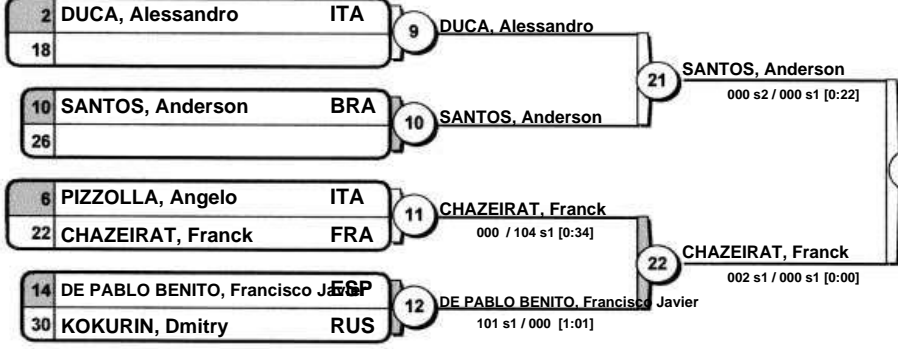 2 DUCA, Alessandro ITA
18
9
DUCA, Alessandro
10 SANTOS, Anderson BRA
26
10
SANTOS, Anderson
21
SANTOS, Anderson
000 s2 / 000 s1 [0:22]
6 PIZZOLLA, Angelo ITA
22 CHAZEIRAT, Franck FRA
11
CHAZEIRAT, Franck
000 / 104 s1 [0:34]
14 DE PABLO BENITO, Francisco Javier ESP
30 KOKURIN, Dmitry RUS
12
DE PABLO BENITO, Francisco Javier
101 s1 / 000 [1:01]
22
CHAZEIRAT, Franck
002 s1 / 000 s1 [0:00]